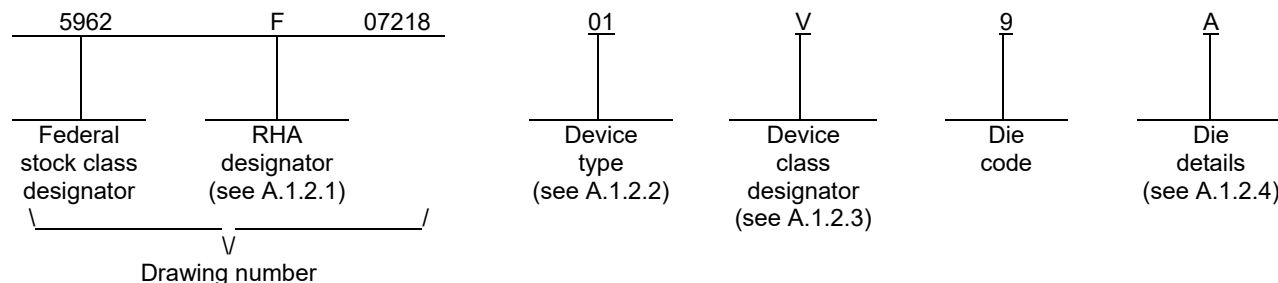 5962 F 07218 01 V 9 A
Federal RHA Device Device Die Die
stock class designator type class code details
designator (see A.1.2.1) (see A.1.2.2) designator (see A.1.2.4)
(see A.1.2.3)
\ /
\/
Drawing number